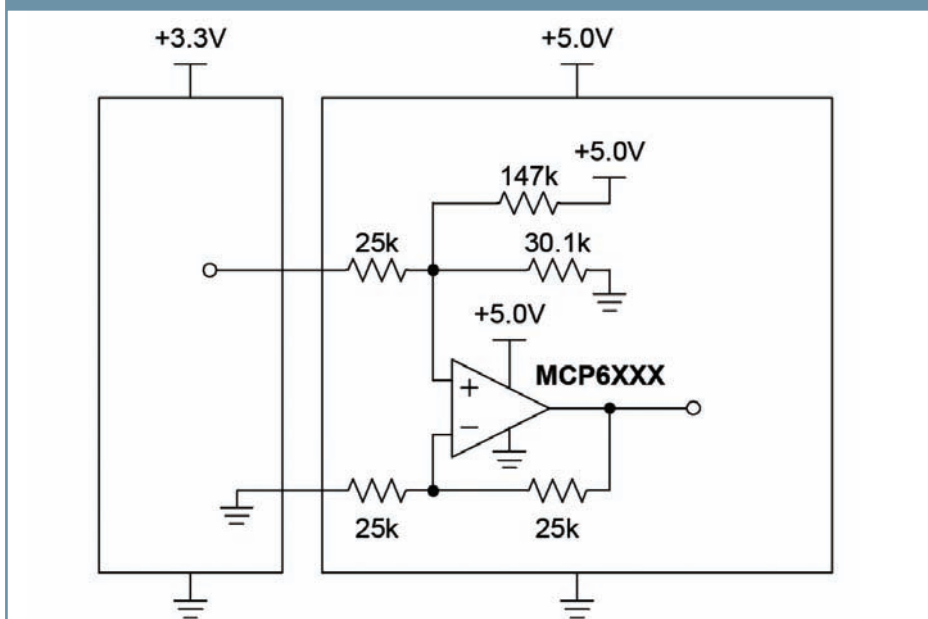 +3.3V
+5.0V
+5.0V
147k
25k
30.1k
+5.0V
MCP6XXX
+
−
25k
25k